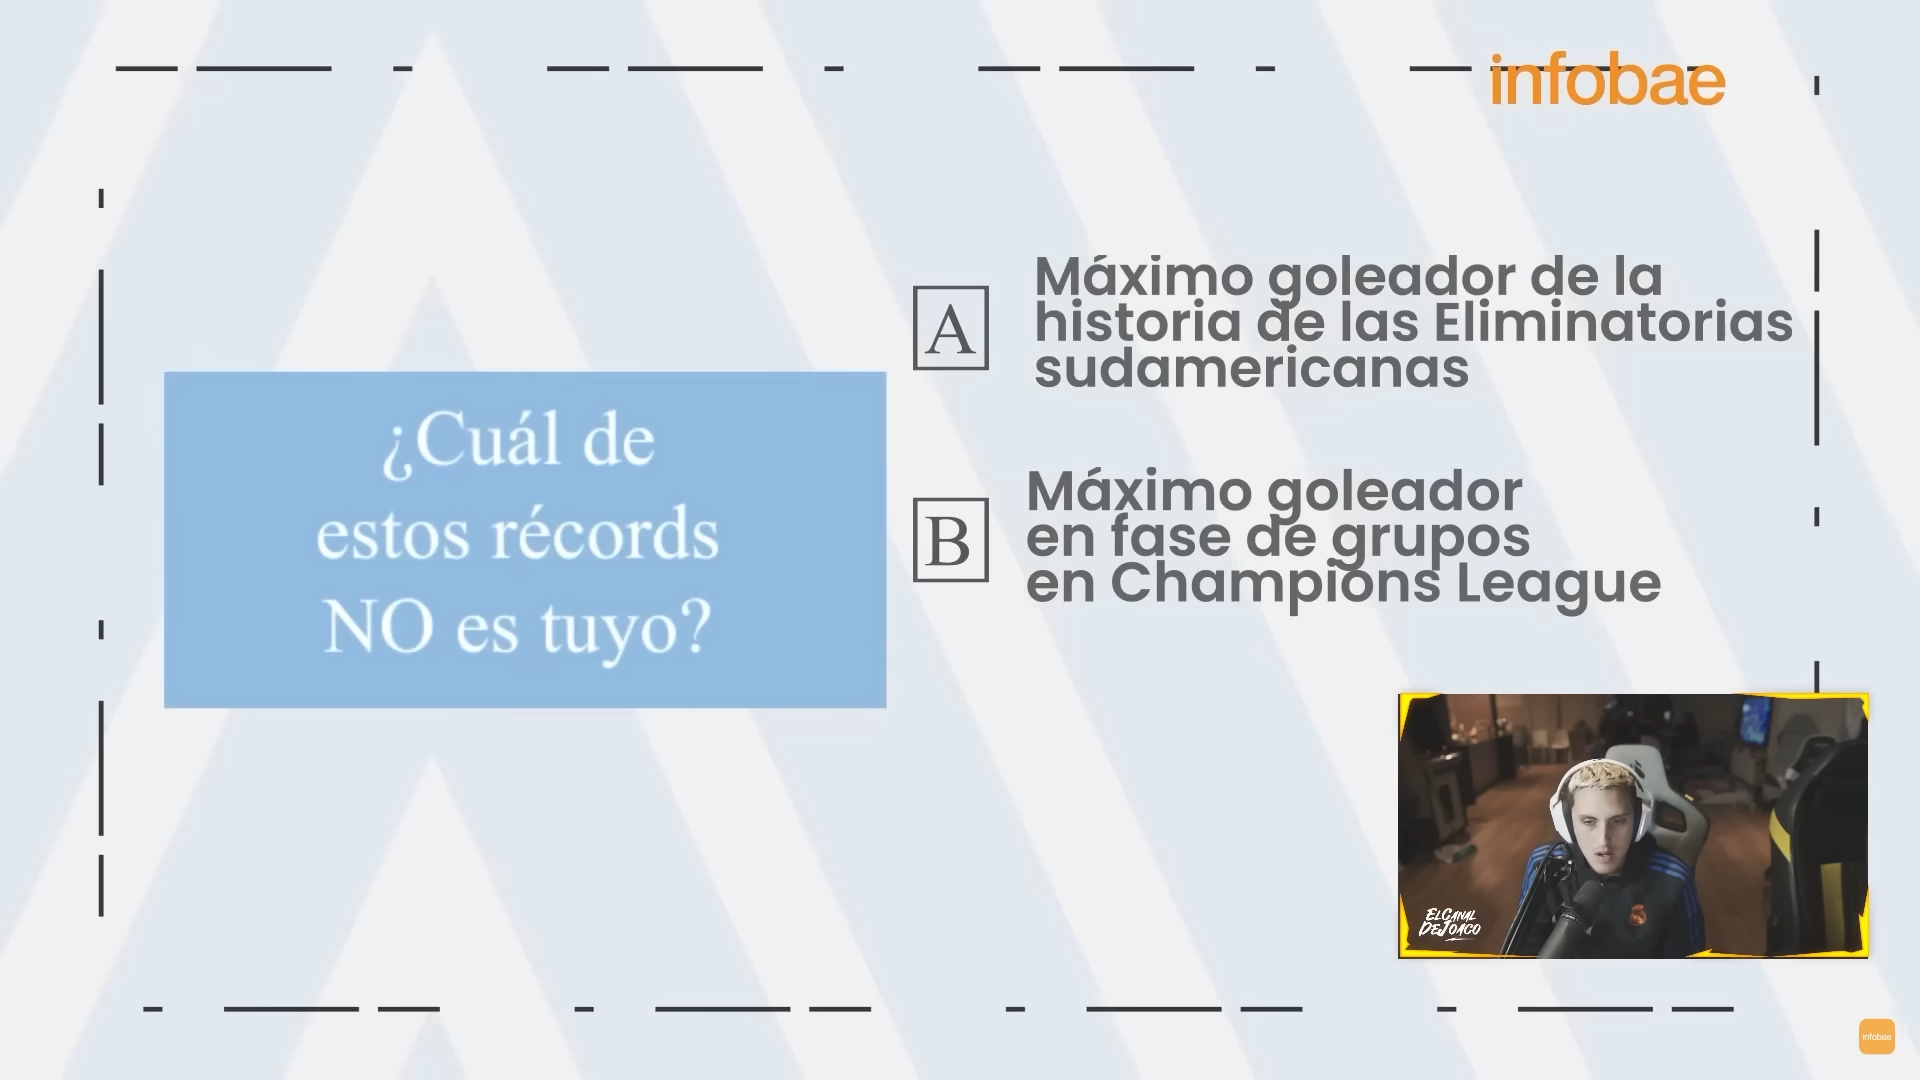 infobae
¿Cuál de
estos récords
NO es tuyo?
A
Máximo goleador de la
historia de las Eliminatorias
sudamericanas
B
Máximo goleador
en fase de grupos
en Champions League
ELCANAL
DEJOACO
infobae